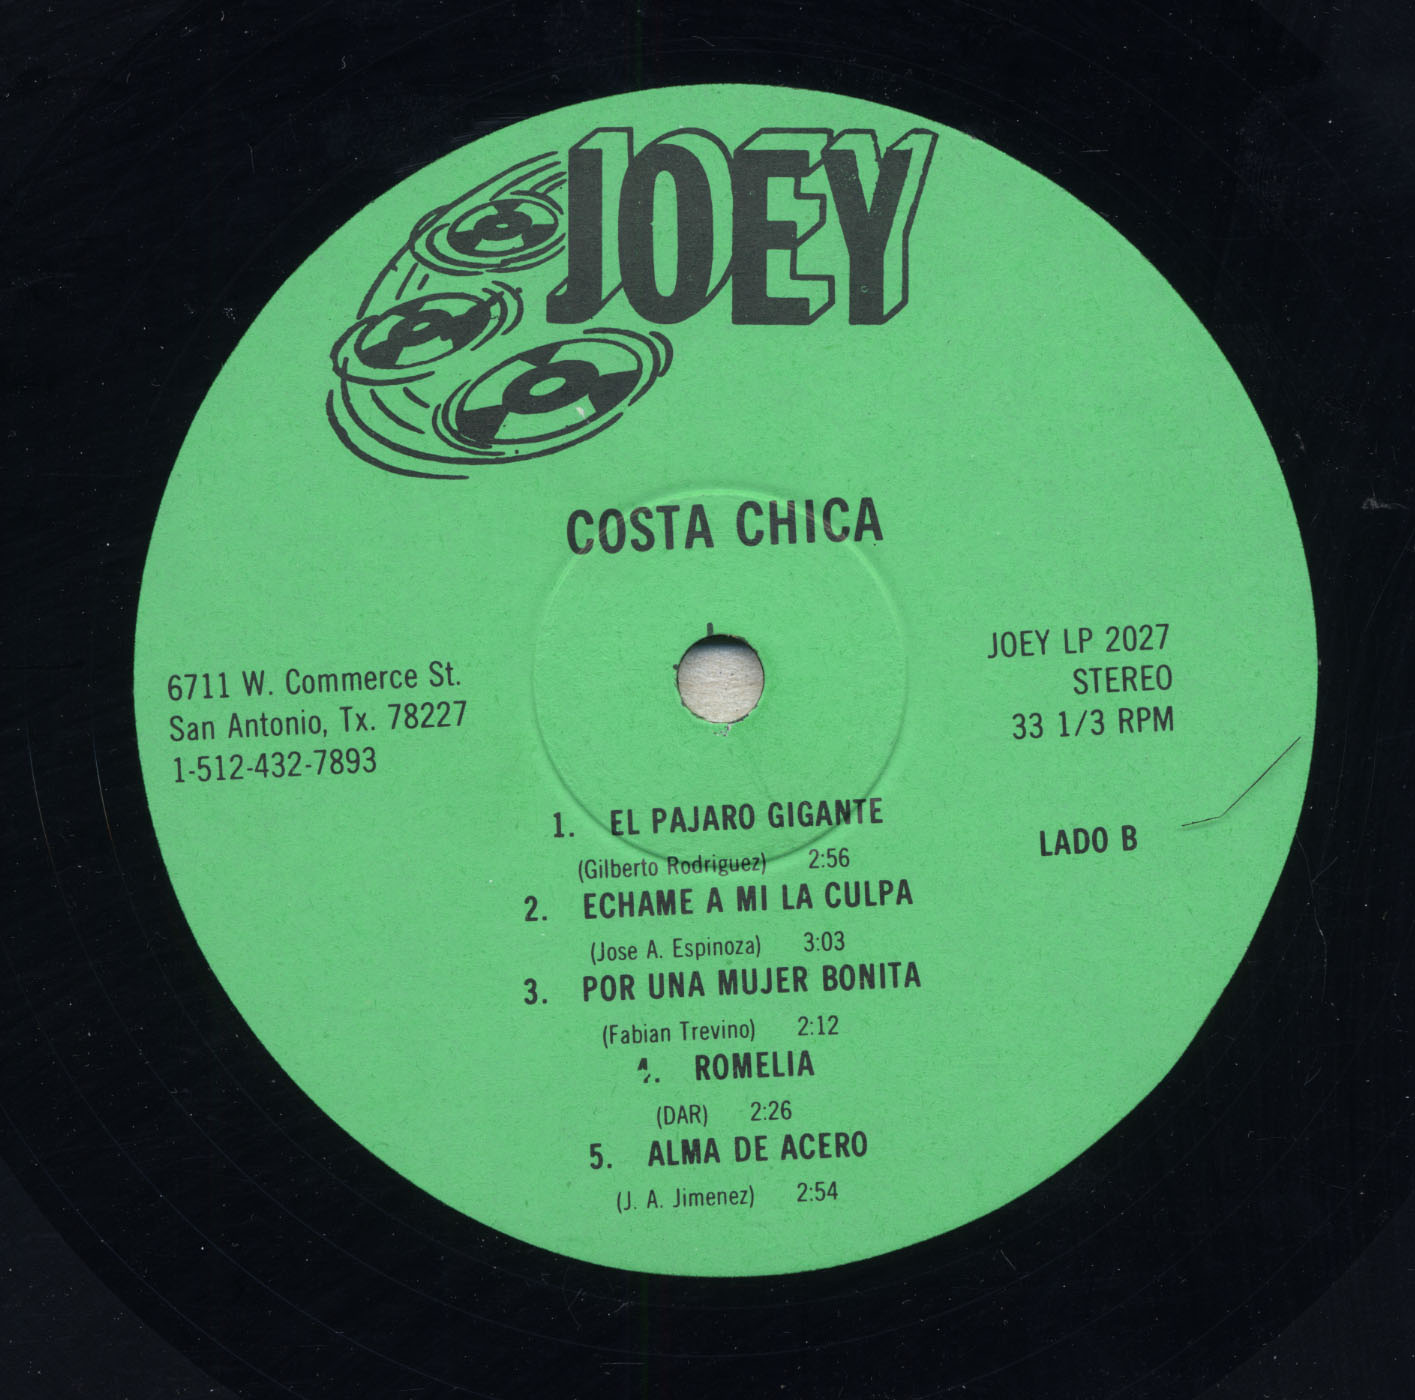 JOEY
COSTA CHICA
6711 W. Commerce St.
San Antonio, Tx. 78227
1-512-432-7893
JOEY LP 2027
STEREO
33 1/3 RPM
LADO B
1. EL PAJARO GIGANTE
(Gilberto Rodriguez) 2:56
2. ECHAME A MI LA CULPA
(Jose A. Espinoza) 3:03
3. POR UNA MUJER BONITA
(Fabian Trevino) 2:12
4. ROMELIA
(DAR) 2:26
5. ALMA DE ACERO
(J. A. Jimenez) 2:54